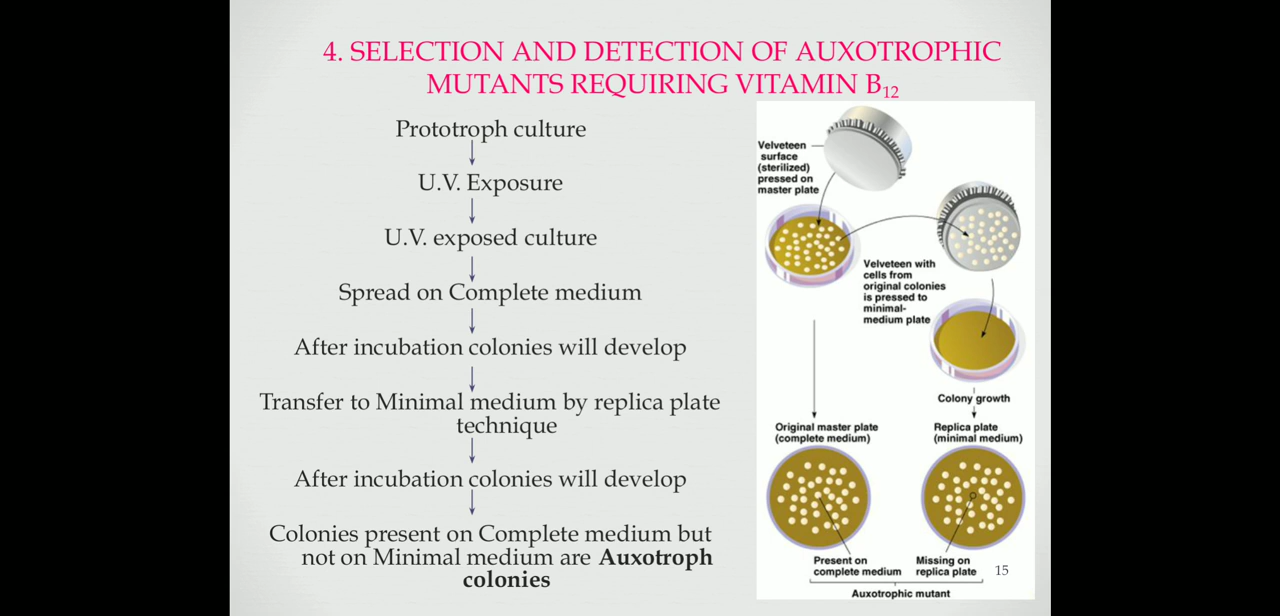 4. SELECTION AND DETECTION OF AUXOTROPHIC
MUTANTS REQUIRING VITAMIN B₁₂
Prototroph culture
U.V. Exposure
U.V. exposed culture
Spread on Complete medium
After incubation colonies will develop
Transfer to Minimal medium by replica plate
technique
After incubation colonies will develop
Colonies present on Complete medium but
not on Minimal medium are Auxotroph
colonies
Velveteen
surface
(sterilized)
pressed on
master plate
Velveteen with
cells from
original colonies
is pressed to
minimal-
medium plate
Colony growth
Original master plate
(complete medium)
Replica plate
(minimal medium)
Present on
complete medium
Missing on
replica plate
Auxotrophic mutant
15